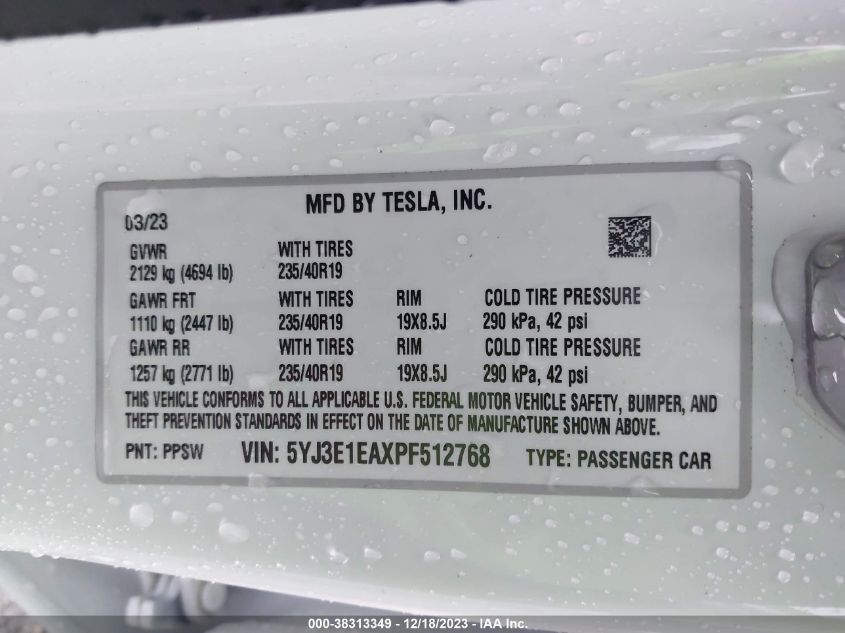 MFD BY TESLA, INC.
03/23
GVWR WITH TIRES
2129 kg (4694 lb) 235/40R19
GAWR FRT WITH TIRES RIM COLD TIRE PRESSURE
1110 kg (2447 lb) 235/40R19 19X8.5J 290 kPa, 42 psi
GAWR RR WITH TIRES RIM COLD TIRE PRESSURE
1257 kg (2771 lb) 235/40R19 19X8.5J 290 kPa, 42 psi
THIS VEHICLE CONFORMS TO ALL APPLICABLE U.S. FEDERAL MOTOR VEHICLE SAFETY, BUMPER, AND
THEFT PREVENTION STANDARDS IN EFFECT ON THE DATE OF MANUFACTURE SHOWN ABOVE.
PNT: PPSW VIN: 5YJ3E1EAXPF512768 TYPE: PASSENGER CAR
000-38313349 - 12/18/2023 - IAA Inc.